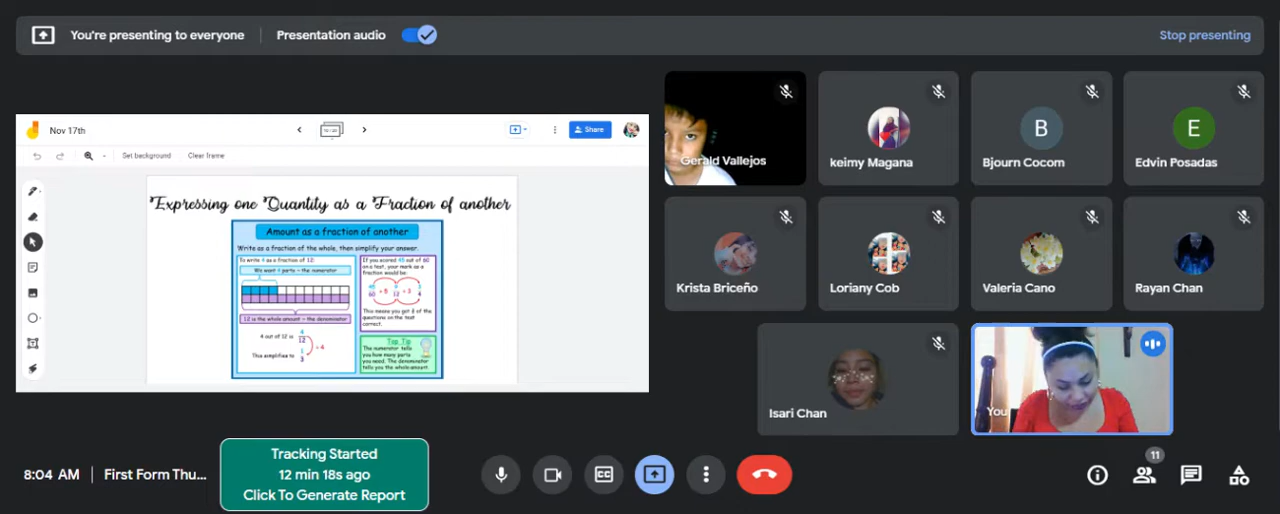 You're presenting to everyone
Presentation audio
Stop presenting
Nov 17th
Share
Set background
Clear frame
Expressing one Quantity as a Fraction of another
Amount as a fraction of another
Write as a fraction of the whole, then simplify your answer.
To write 4 as a fraction of 12:
We want 4 parts – the numerator
12 is the whole amount – the denominator
4 out of 12 is
4
12
÷ 4
This simplifies to
1
3
If you scored 45 out of 60
on a test, your mark as a
fraction would be:
45
60
12
÷ 3
4
This means you got
of the
questions on the test
correct.
Top Tip
The numerator tells
you how many parts
you need. The denominator
tells you the whole amount.
Gerald Vallejos
keimy Magana
B
Bjourn Cocom
E
Edvin Posadas
Krista Briceño
Loriany Cob
Valeria Cano
Rayan Chan
Isari Chan
You
8:04 AM
First Form Thu...
Tracking Started
12 min 18s ago
Click To Generate Report
CC
11